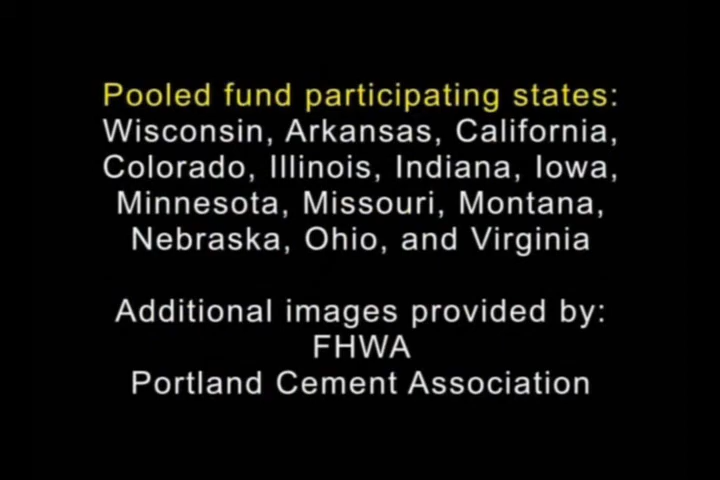 Pooled fund participating states:
Wisconsin, Arkansas, California,
Colorado, Illinois, Indiana, Iowa,
Minnesota, Missouri, Montana,
Nebraska, Ohio, and Virginia
Additional images provided by:
FHWA
Portland Cement Association